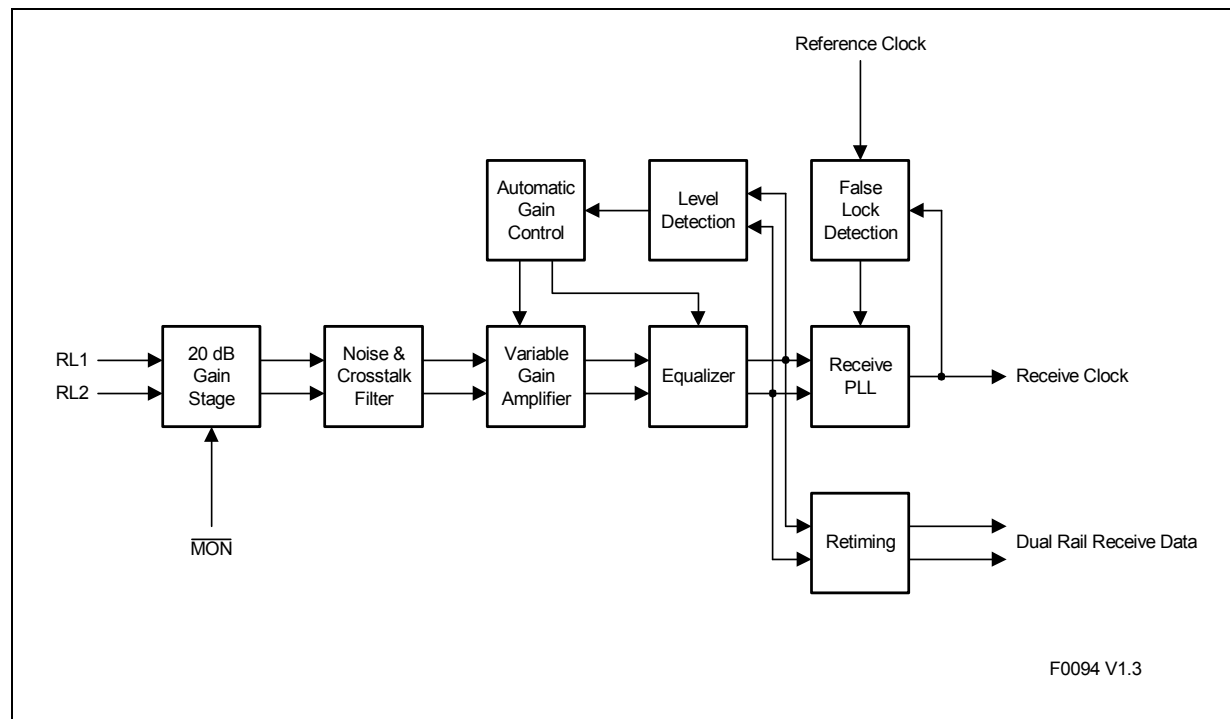 Reference Clock
Automatic
Gain
Control
Level
Detection
False
Lock
Detection
RL1
RL2
20 dB
Gain
Stage
Noise &
Crosstalk
Filter
Variable
Gain
Amplifier
Equalizer
Receive
PLL
Receive Clock
MON
Retiming
Dual Rail Receive Data
F0094 V1.3